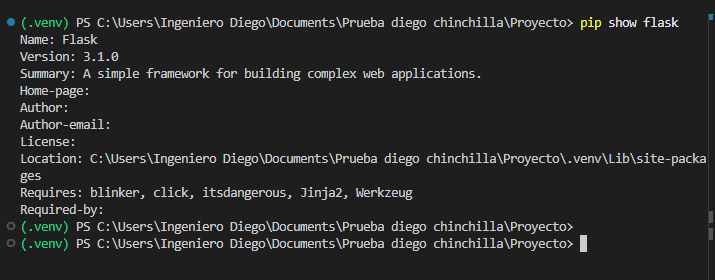 (.venv) PS C:\Users\Ingeniero Diego\Documents\Prueba diego chinchilla\Proyecto> pip show flask
Name: Flask
Version: 3.1.0
Summary: A simple framework for building complex web applications.
Home-page:
Author:
Author-email:
License:
Location: C:\Users\Ingeniero Diego\Documents\Prueba diego chinchilla\Proyecto\.venv\Lib\site-packa
ges
Requires: blinker, click, itsdangerous, Jinja2, Werkzeug
Required-by:
(.venv) PS C:\Users\Ingeniero Diego\Documents\Prueba diego chinchilla\Proyecto>
(.venv) PS C:\Users\Ingeniero Diego\Documents\Prueba diego chinchilla\Proyecto>